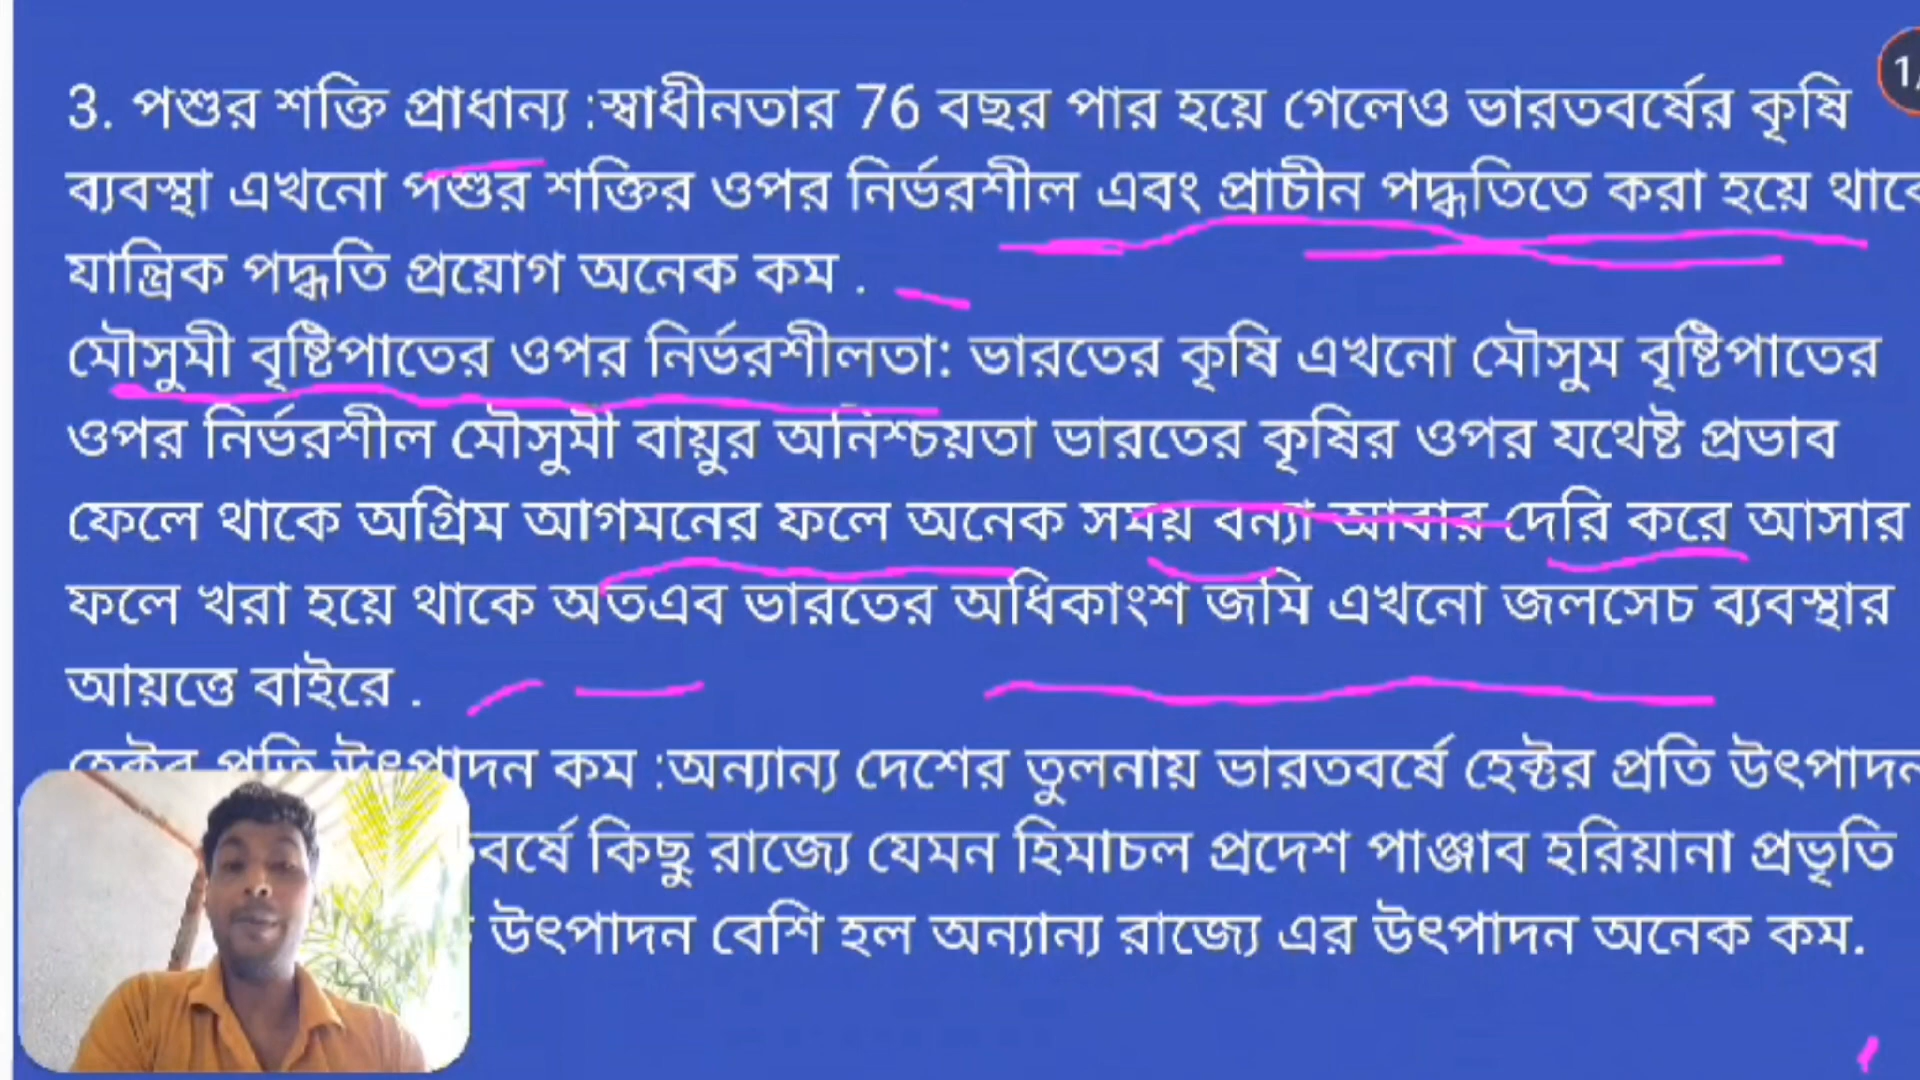 3. পশুর শক্তি প্রাধান্য :স্বাধীনতার 76 বছর পার হয়ে গেলেও ভারতবর্ষের কৃষি
ব্যবস্থা এখনো পশুর শক্তির ওপর নির্ভরশীল এবং প্রাচীন পদ্ধতিতে করা হয়ে
যান্ত্রিক পদ্ধতি প্রয়োগ অনেক কম .
মৌসুমী বৃষ্টিপাতের ওপর নির্ভরশীলতা: ভারতের কৃষি এখনো মৌসুম বৃষ্টিপাতের
ওপর নির্ভরশীল মৌসুমী বায়ুর অনিশ্চয়তা ভারতের কৃষির ওপর যথেষ্ট প্রভাব
ফেলে থাকে অগ্রিম আগমনের ফলে অনেক সময় বন্যা আবার দেরি করে আসার
ফলে খরা হয়ে থাকে অতএব ভারতের অধিকাংশ জমি এখনো জলসেচ ব্যবস্থার
আয়ত্তে বাইরে .
হেক্টর প্রতি উৎপাদন কম :অন্যান্য দেশের তুলনায় ভারতবর্ষে হেক্টর প্রতি উৎপাদন
কিছু রাজ্যে যেমন হিমাচল প্রদেশ পাঞ্জাব হরিয়ানা প্রভৃতি
উৎপাদন বেশি হল অন্যান্য রাজ্যে এর উৎপাদন অনেক কম.